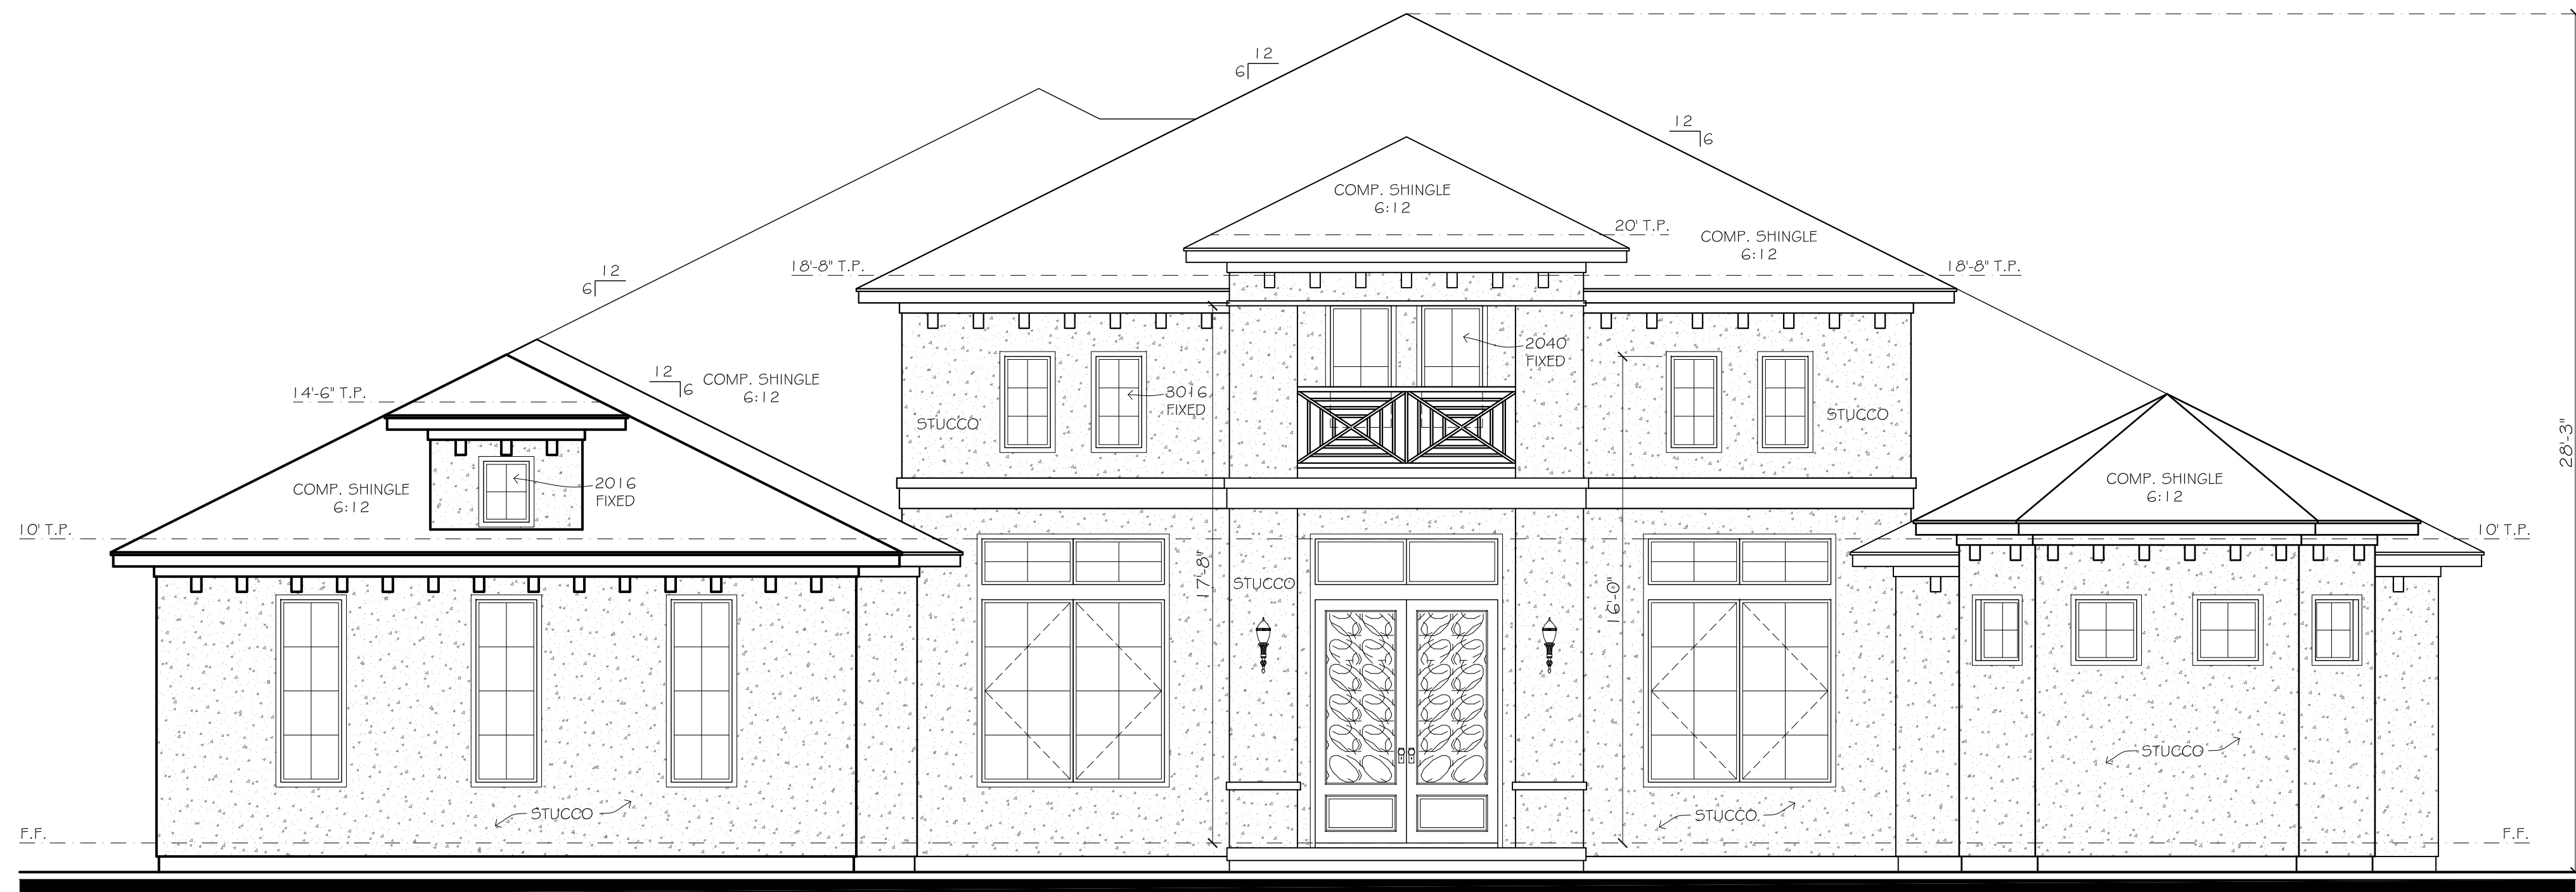 12
6
12
6
COMP. SHINGLE
6:12
20' T.P.
COMP. SHINGLE
6:12
18'-8" T.P.
18'-8" T.P.
12
6
2040
FIXED
12
6
COMP. SHINGLE
6:12
14'-6" T.P.
3016
FIXED
STUCCO
STUCCO
28'-3"
COMP. SHINGLE
6:12
2016
FIXED
COMP. SHINGLE
6:12
10' T.P.
10' T.P.
17'-8"
STUCCO
16'-0"
STUCCO
STUCCO
STUCCO
F.F.
F.F.